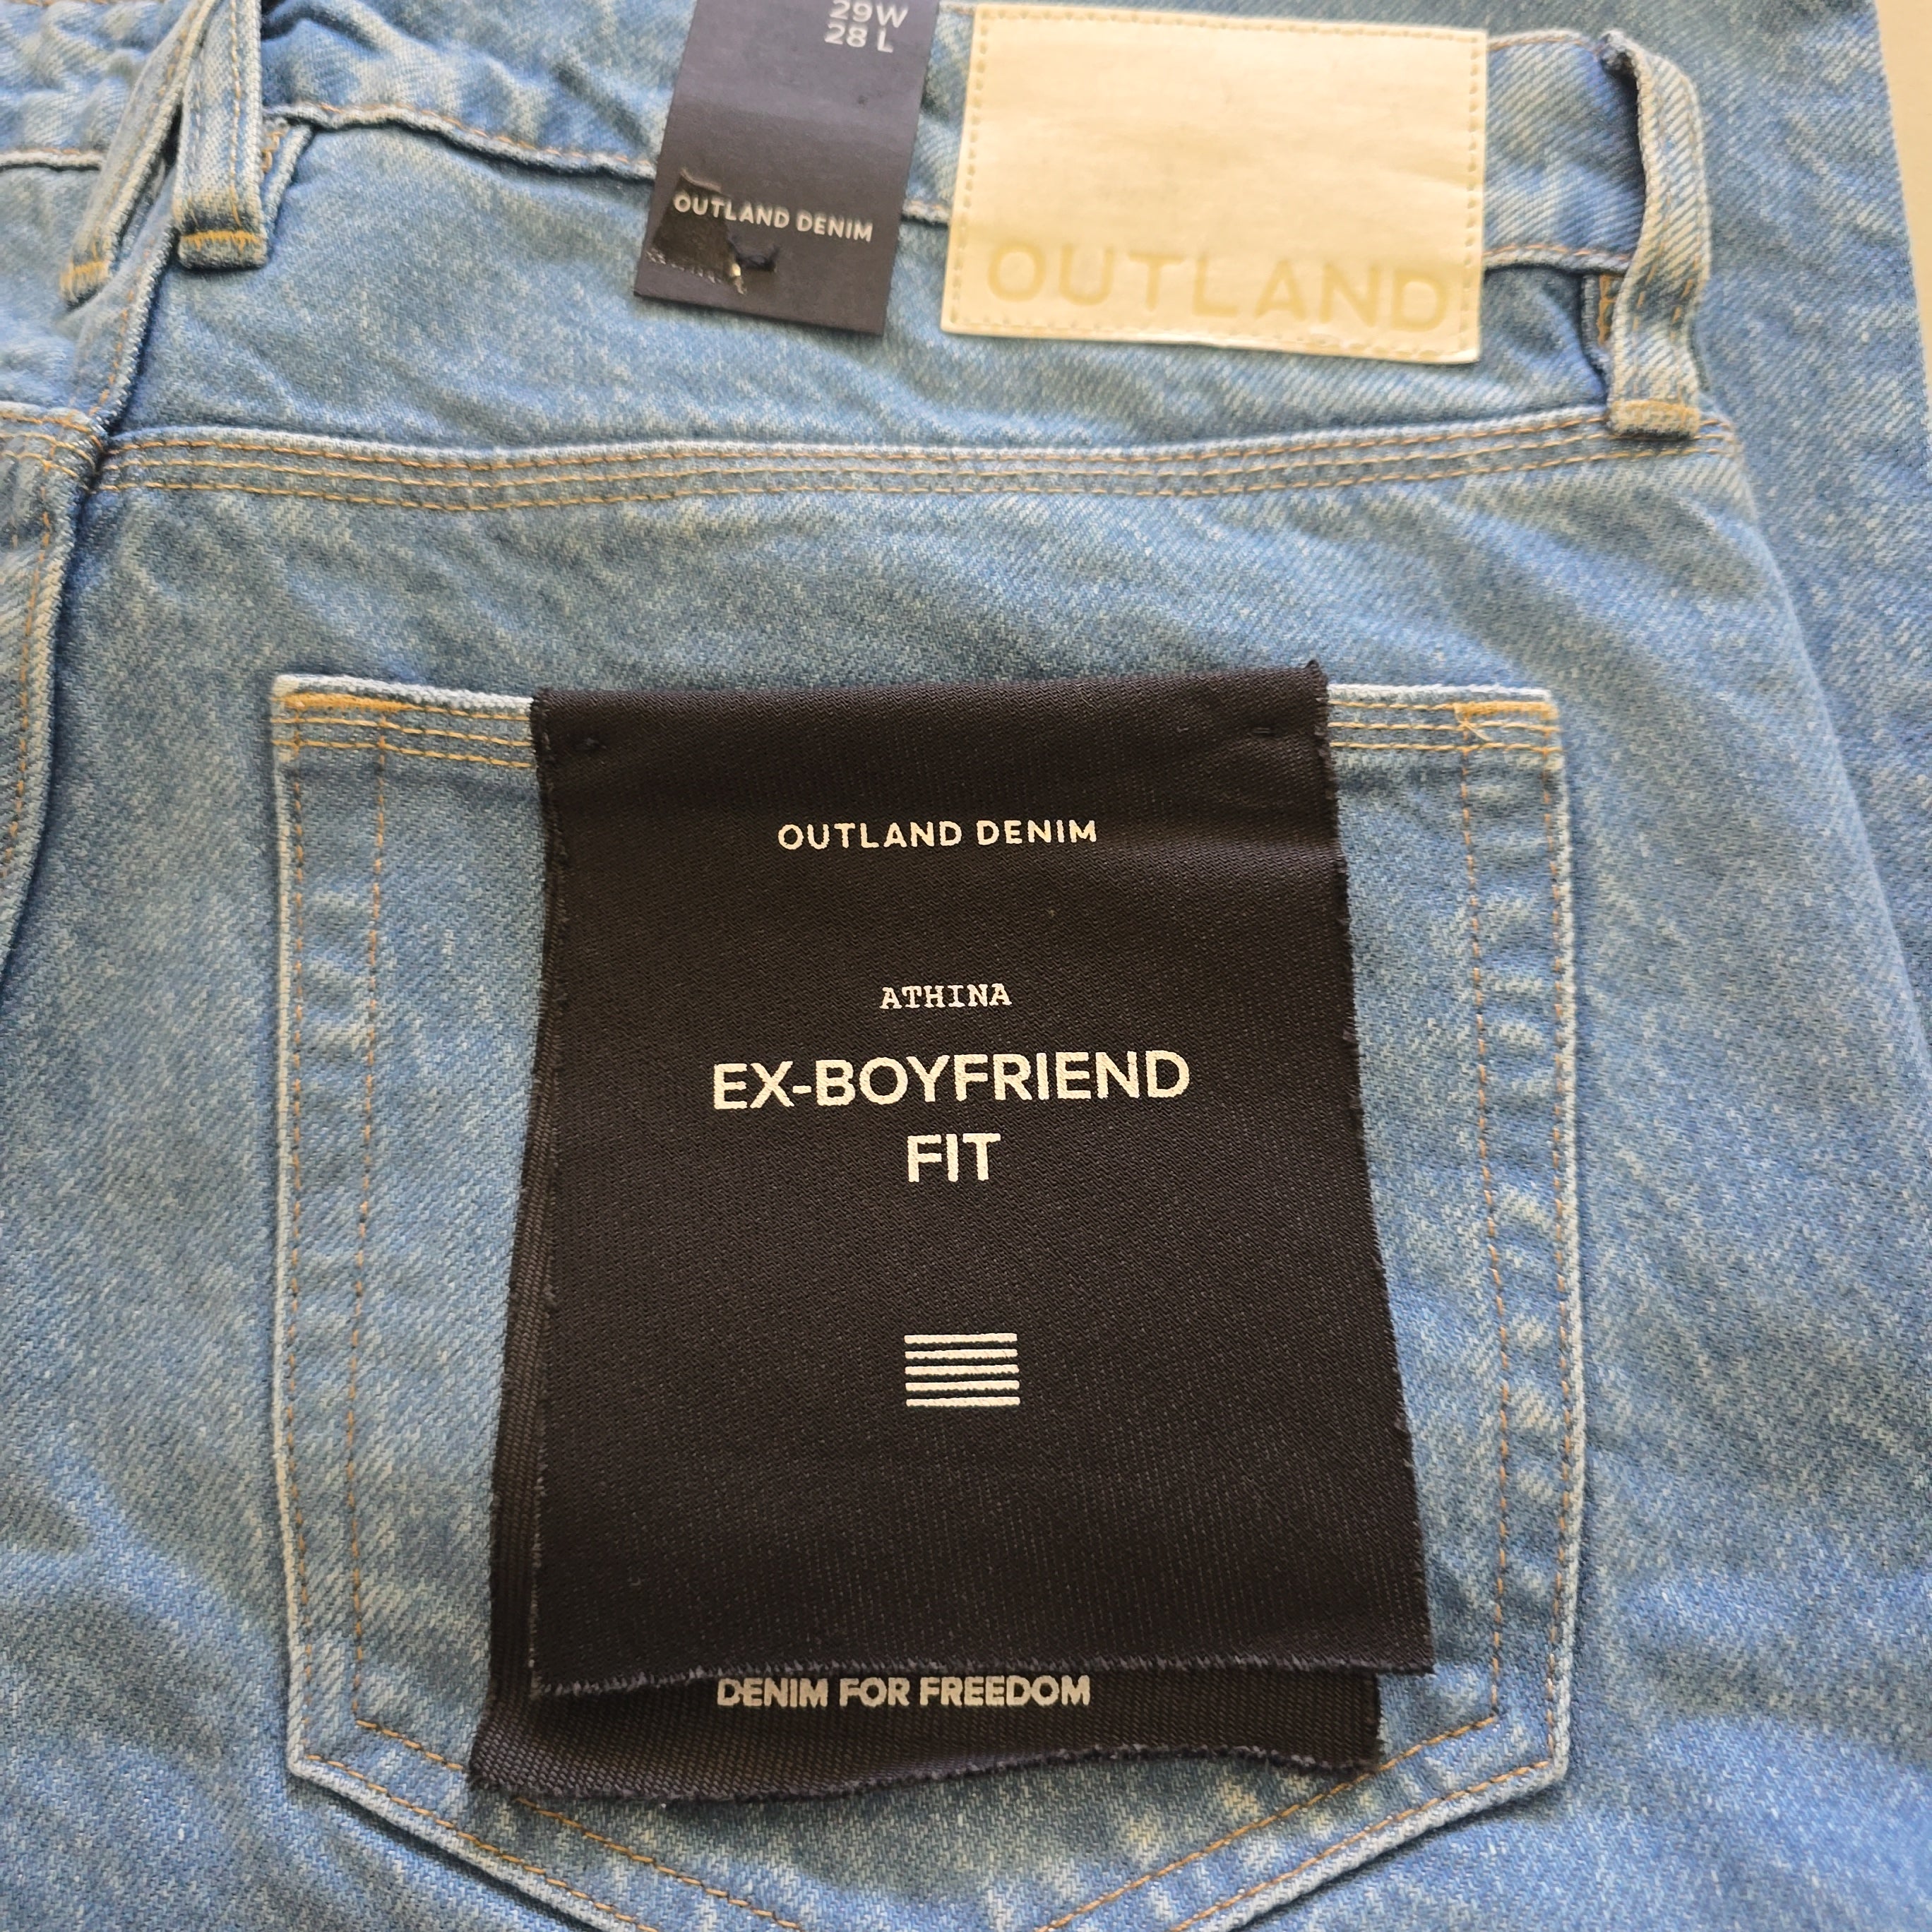 29W
28 L
OUTLAND DENIM
OUTLAND
OUTLAND DENIM
ATHINA
EX-BOYFRIEND
FIT
DENIM FOR FREEDOM